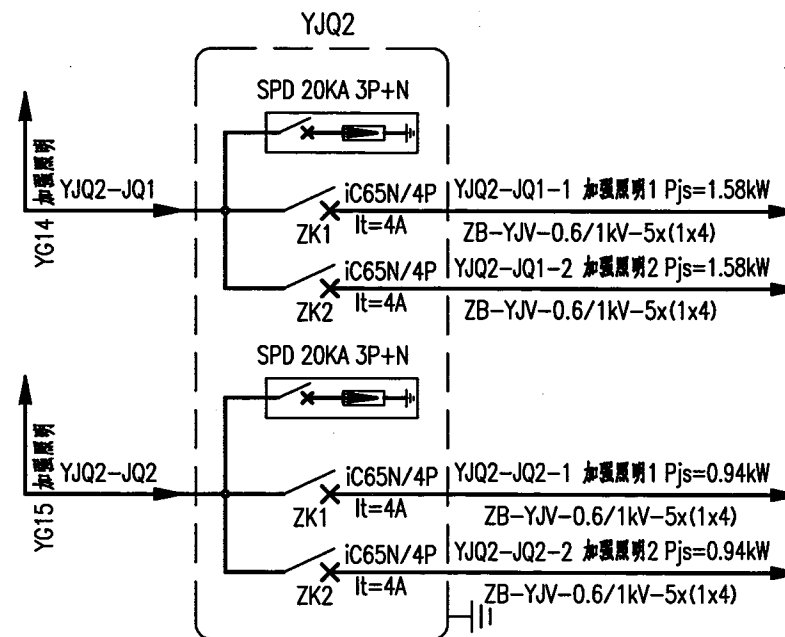 YJQ2
SPD 20KA 3P+N
YG14 加强照明
YJQ2-JQ1
iC65N/4P
ZK1
It=4A
YJQ2-JQ1-1 加强照明1 Pjs=1.58kW
ZB-YJV-0.6/1kV-5x(1x4)
iC65N/4P
ZK2
It=4A
YJQ2-JQ1-2 加强照明2 Pjs=1.58kW
ZB-YJV-0.6/1kV-5x(1x4)
SPD 20KA 3P+N
YG15 加强照明
YJQ2-JQ2
iC65N/4P
ZK1
It=4A
YJQ2-JQ2-1 加强照明1 Pjs=0.94kW
ZB-YJV-0.6/1kV-5x(1x4)
iC65N/4P
ZK2
It=4A
YJQ2-JQ2-2 加强照明2 Pjs=0.94kW
ZB-YJV-0.6/1kV-5x(1x4)